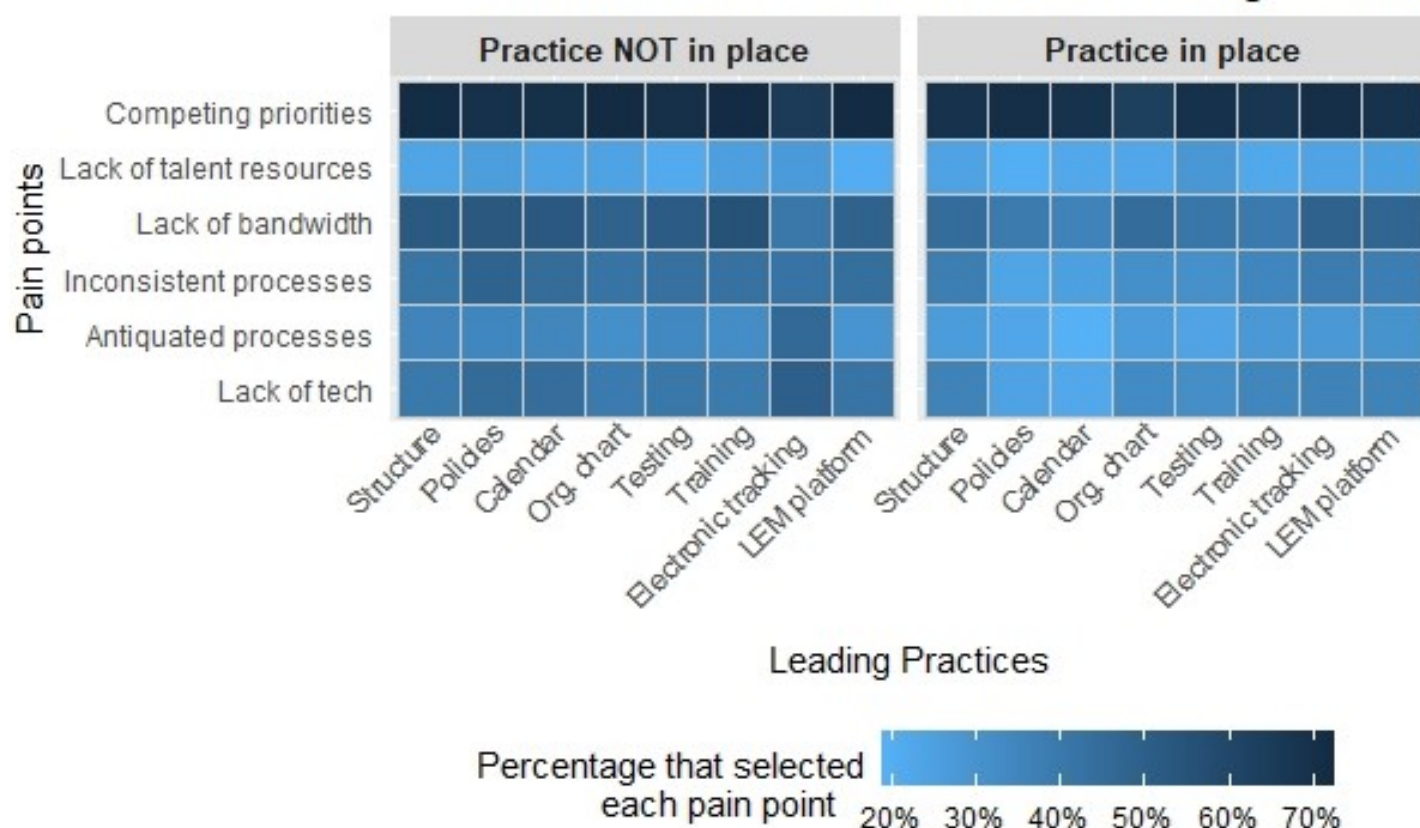 Practice NOT in place
Practice in place
Pain points
Competing priorities
Lack of talent resources
Lack of bandwidth
Inconsistent processes
Antiquated processes
Lack of tech
Structure
Policies
Calendar
Org. chart
Testing
Training
Electronic tracking
LEM platform
Structure
Policies
Calendar
Org. chart
Testing
Training
Electronic tracking
LEM platform
Leading Practices
Percentage that selected
each pain point
20% 30% 40% 50% 60% 70%